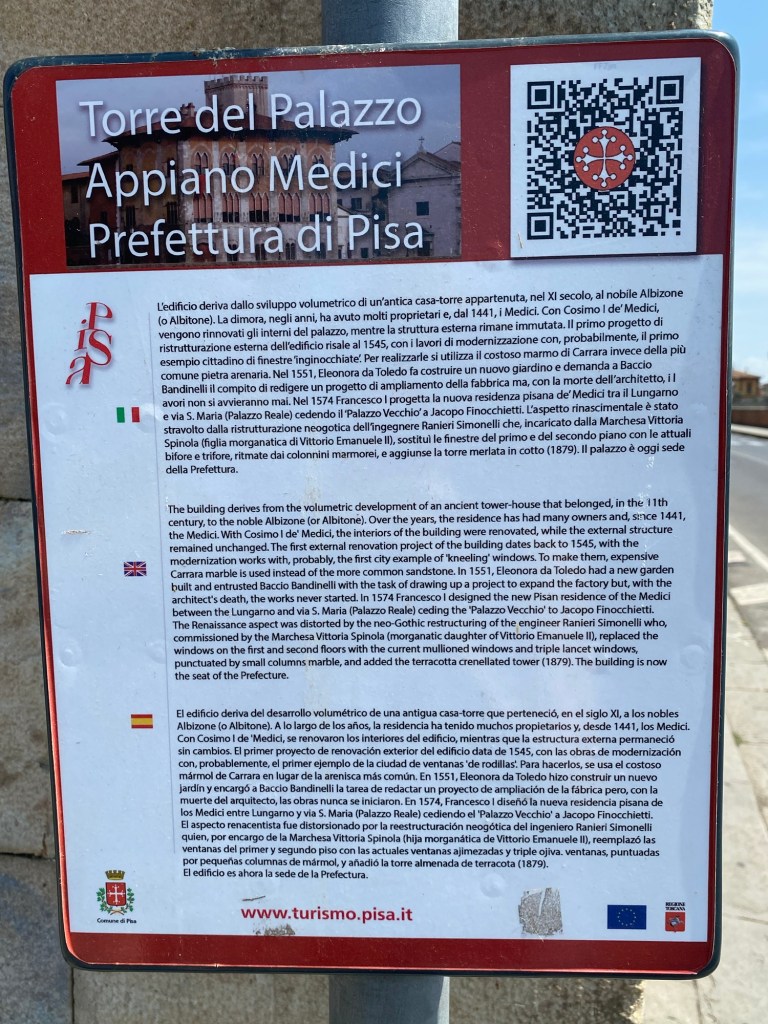 Torre del Palazzo
Appiano Medici
Prefettura di Pisa
PiSA
L'edificio deriva dallo sviluppo volumetrico di un'antica casa-torre appartenuta, nel XI secolo, al nobile Albizone
(o Albitone). La dimora, negli anni, ha avuto molti proprietari e, dal 1441, i Medici. Con Cosimo I de' Medici,
vengono rinnovati gli interni del palazzo, mentre la struttura esterna rimane immutata. Il primo progetto di
ristrutturazione esterna dell'edificio risale al 1545, con i lavori di modernizzazione con, probabilmente, il primo
esempio cittadino di finestre 'inginocchiate'. Per realizzarle si utilizza il costoso marmo di Carrara invece della più
comune pietra arenaria. Nel 1551, Eleonora da Toledo fa costruire un nuovo giardino e demanda a Baccio
Bandinelli il compito di redigere un progetto di ampliamento della fabbrica ma, con la morte dell'architetto, i l
avori non si avvieranno mai. Nel 1574 Francesco I progetta la nuova residenza pisana de' Medici tra il Lungarno
e via S. Maria (Palazzo Reale) cedendo il 'Palazzo Vecchio' a Jacopo Finocchietti. L'aspetto rinascimentale è stato
stravolto dalla ristrutturazione neogotica dell'ingegnere Ranieri Simonelli che, incaricato dalla Marchesa Vittoria
Spinola (figlia morganatica di Vittorio Emanuele II), sostituì le finestre del primo e del secondo piano con le attuali
bifore e trifore, ritmate dai colonnini marmorei, e aggiunse la torre merlata in cotto (1879). Il palazzo è oggi sede
della Prefettura.
The building derives from the volumetric development of an ancient tower-house that belonged, in the 11th
century, to the noble Albizone (or Albitone). Over the years, the residence has had many owners and, since 1441,
the Medici. With Cosimo I de' Medici, the interiors of the building were renovated, while the external structure
remained unchanged. The first external renovation project of the building dates back to 1545, with the
modernization works with, probably, the first city example of 'kneeling' windows. To make them, expensive
Carrara marble is used instead of the more common sandstone. In 1551, Eleonora da Toledo had a new garden
built and entrusted Baccio Bandinelli with the task of drawing up a project to expand the factory but, with the
architect's death, the works never started. In 1574 Francesco I designed the new Pisan residence of the Medici
between the Lungarno and via S. Maria (Palazzo Reale) ceding the 'Palazzo Vecchio' to Jacopo Finocchietti.
The Renaissance aspect was distorted by the neo-Gothic restructuring of the engineer Ranieri Simonelli who,
commissioned by the Marchesa Vittoria Spinola (morganatic daughter of Vittorio Emanuele II), replaced the
windows on the first and second floors with the current mullioned windows and triple lancet windows,
punctuated by small columns marble, and added the terracotta crenellated tower (1879). The building is now
the seat of the Prefecture.
El edificio deriva del desarrollo volumétrico de una antigua casa-torre que perteneció, en el siglo XI, a los nobles
Albizone (o Albitone). A lo largo de los años, la residencia ha tenido muchos propietarios y, desde 1441, los Medici.
Con Cosimo I de 'Medici, se renovaron los interiores del edificio, mientras que la estructura externa permaneció
sin cambios. El primer proyecto de renovación exterior del edificio data de 1545, con las obras de modernización
con, probablemente, el primer ejemplo de la ciudad de ventanas 'de rodillas'. Para hacerlos, se usa el costoso
mármol de Carrara en lugar de la arenisca más común. En 1551, Eleonora da Toledo hizo construir un nuevo
jardín y encargó a Baccio Bandinelli la tarea de redactar un proyecto de ampliación de la fábrica pero, con la
muerte del arquitecto, las obras nunca se iniciaron. En 1574, Francesco I diseñó la nueva residencia pisana de
los Medici entre Lungarno y via S. Maria (Palazzo Reale) cediendo el 'Palazzo Vecchio' a Jacopo Finocchietti.
El aspecto renacentista fue distorsionado por la reestructuración neogótica del ingeniero Ranieri Simonelli
quien, por encargo de la Marchesa Vittoria Spinola (hija morganática de Vittorio Emanuele II), reemplazó las
ventanas del primer y segundo piso con las actuales ventanas ajimezadas y triple ojiva. ventanas, puntuadas
por pequeñas columnas de mármol, y añadió la torre almenada de terracota (1879).
El edificio es ahora la sede de la Prefectura.
Comune di Pisa
www.turismo.pisa.it
REGIONE
TOSCANA